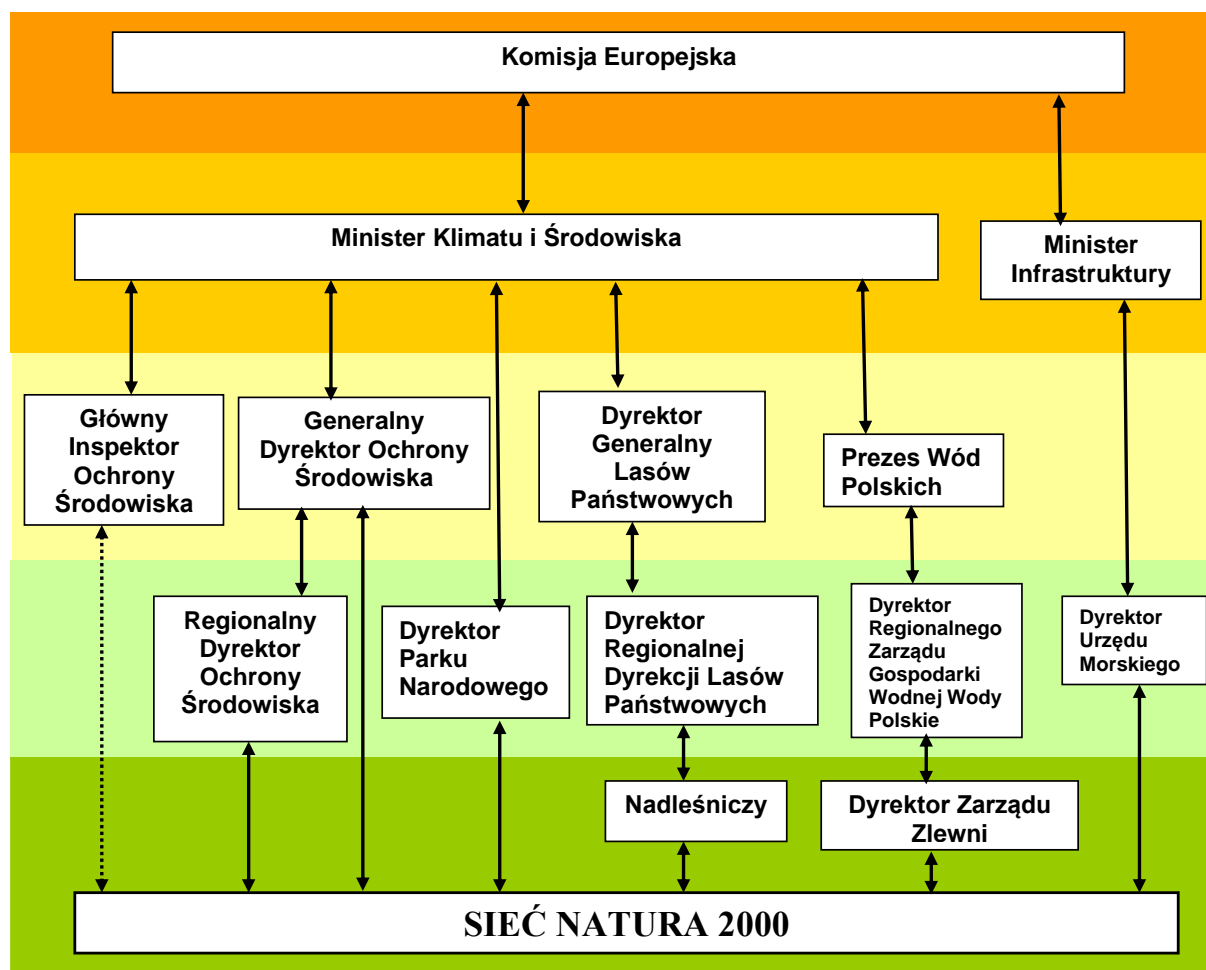 Komisja Europejska
Minister Klimatu i Środowiska
Minister
Infrastruktury
Główny
Inspektor
Ochrony
Środowiska
Generalny
Dyrektor Ochrony
Środowiska
Dyrektor
Generalny
Lasów
Państwowych
Prezes Wód
Polskich
Regionalny
Dyrektor
Ochrony
Środowiska
Dyrektor
Parku
Narodowego
Dyrektor
Regionalnej
Dyrekcji Lasów
Państwowych
Dyrektor
Regionalnego
Zarządu
Gospodarki
Wodnej Wody
Polskie
Dyrektor
Urzędu
Morskiego
Nadleśniczy
Dyrektor Zarządu
Zlewni
SIEĆ NATURA 2000